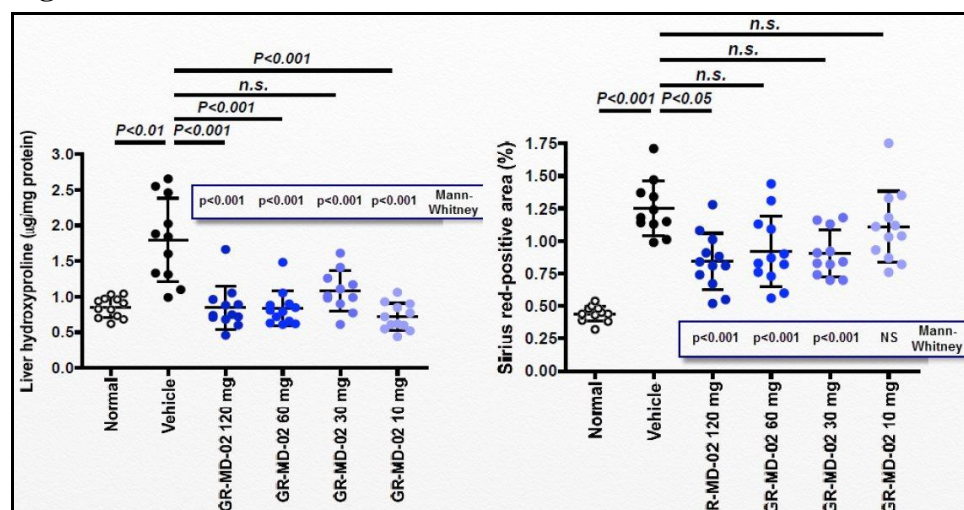 P<0.001
n.s.
P<0.001
P<0.01 P<0.001
Liver hydroxyproline (µg/mg protein)
3.0
2.5
2.0
1.5
1.0
0.5
0.0
p<0.001 p<0.001 p<0.001 p<0.001 Mann-
Whitney
Normal
Vehicle
GR-MD-02 120 mg
GR-MD-02 60 mg
GR-MD-02 30 mg
GR-MD-02 10 mg
n.s.
n.s.
n.s.
P<0.001 P<0.05
Sirius red-positive area (%)
1.75
1.50
1.25
1.00
0.75
0.50
0.25
0.00
p<0.001 p<0.001 p<0.001 NS Mann-
Whitney
Normal
Vehicle
R-MD-02 120 mg
GR-MD-02 60 mg
GR-MD-02 30 mg
GR-MD-02 10 mg